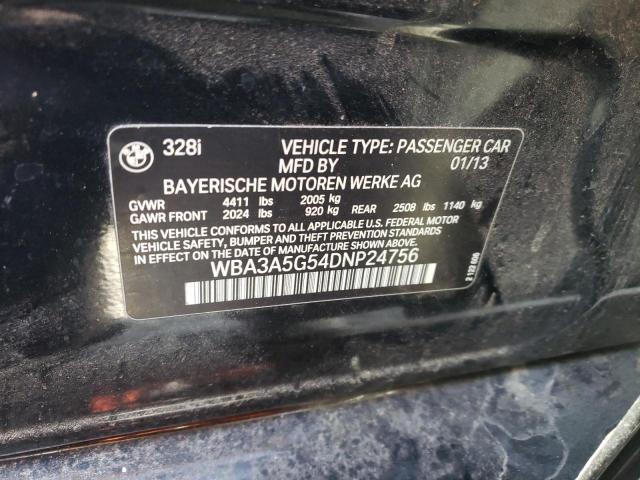 328i VEHICLE TYPE: PASSENGER CAR
MFD BY 01/13
BAYERISCHE MOTOREN WERKE AG
GVWR 4411 lbs 2005 kg
GAWR FRONT 2024 lbs 920 kg REAR 2508 lbs 1140 kg
THIS VEHICLE CONFORMS TO ALL APPLICABLE U.S. FEDERAL MOTOR
VEHICLE SAFETY, BUMPER, AND THEFT PREVENTION STANDARDS
IN EFFECT ON THE DATE OF MANUFACTURE SHOWN ABOVE.
WBA3A5G54DNP24756